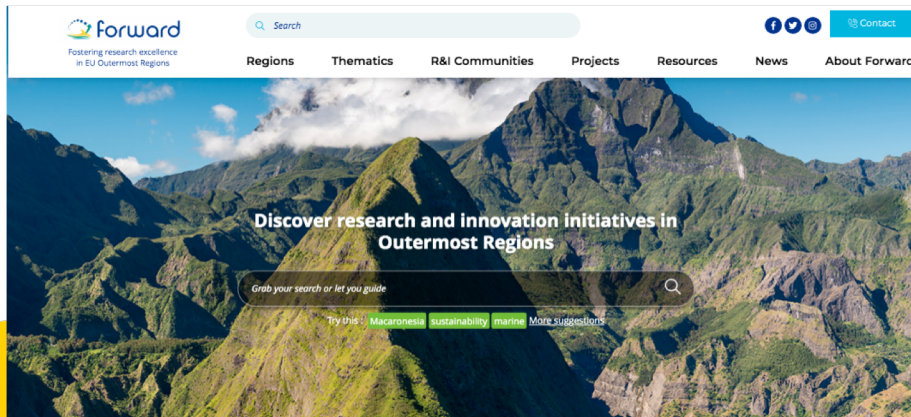 forward
Fostering research excellence
in EU Outermost Regions
Search
Contact
Regions Thematics R&I Communities Projects Resources News About Forward
Discover research and innovation initiatives in
Outermost Regions
Grab your search or let you guide
Try this : Macaronesia sustainability marine More suggestions